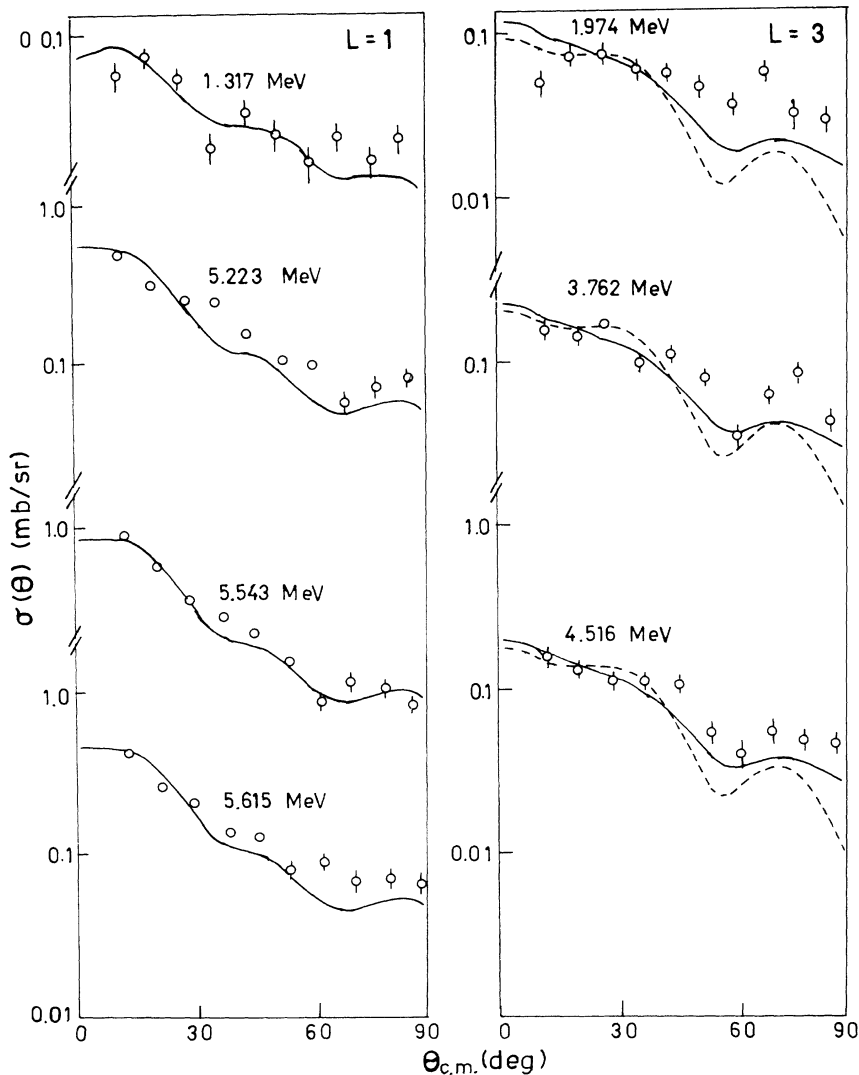 0 0.1
L = 1
1.317 MeV
1.0
5.223 MeV
0.1
σ(θ) (mb/sr)
1.0
5.543 MeV
1.0
5.615 MeV
0.1
0.01
0 30 60 90
0.1
1.974 MeV
L = 3
0.01
3.762 MeV
0.1
1.0
4.516 MeV
0.1
0.01
0 30 60 90
θc.m.(deg)